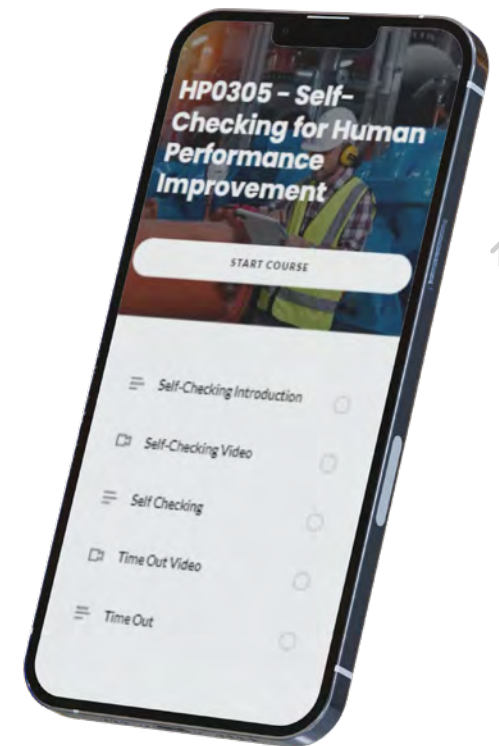 HP0305 – Self-
Checking for Human
Performance
Improvement
START COURSE
Self-Checking Introduction
Self-Checking Video
Self Checking
Time Out Video
Time Out